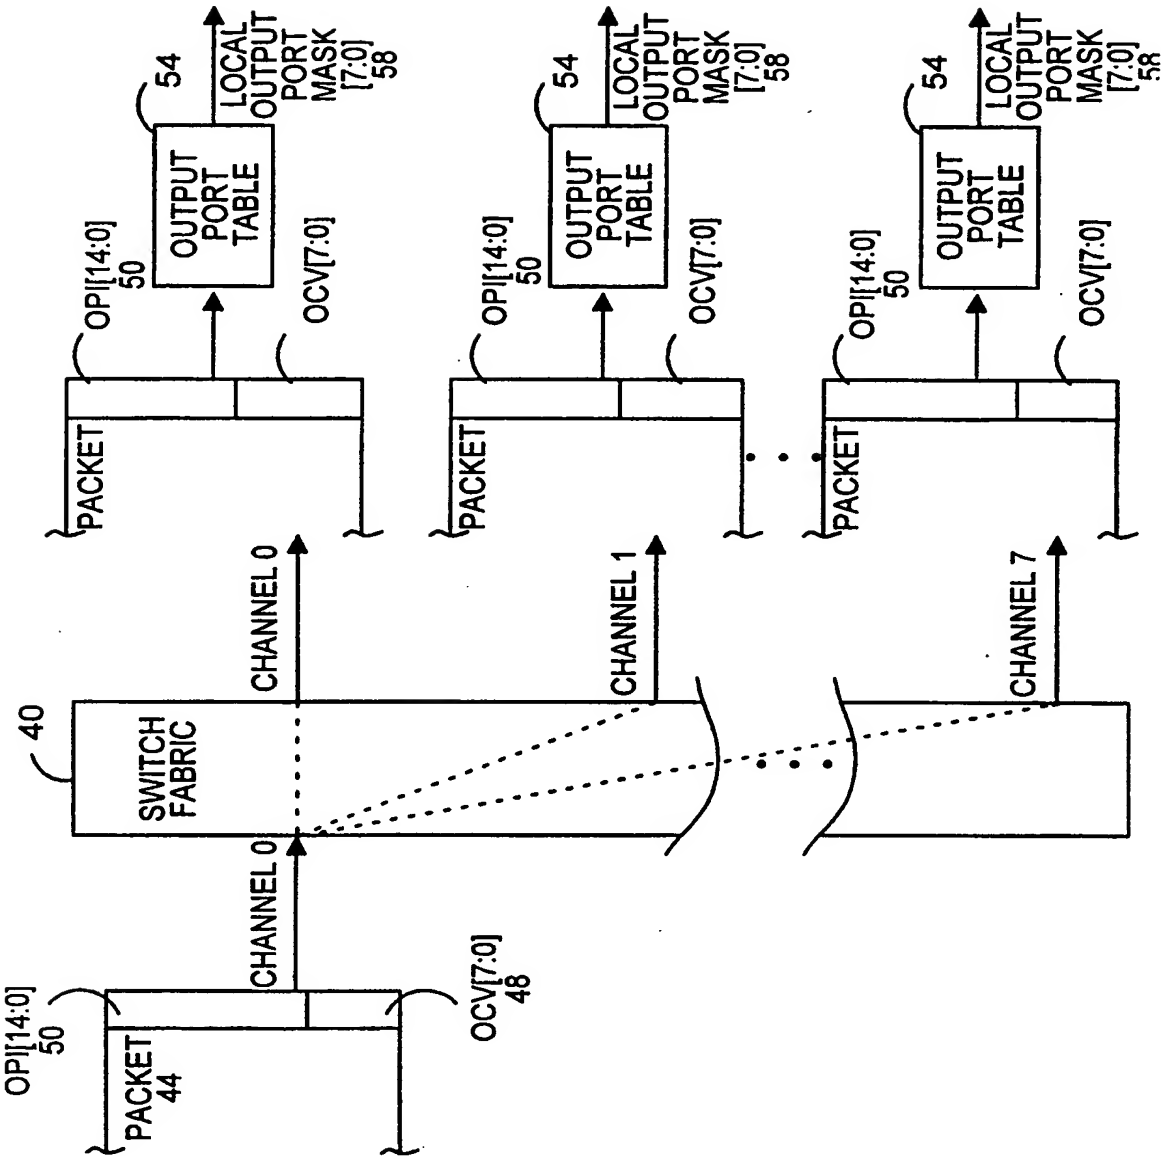 OPI[14:0]
50
PACKET
44
OCV[7:0]
48
CHANNEL 0
40
SWITCH
FABRIC
CHANNEL 0
CHANNEL 1
CHANNEL 7
PACKET
OPI[14:0]
50
OCV[7:0]
OUTPUT
PORT
TABLE
54
LOCAL
OUTPUT
PORT
MASK
[7:0]
58
PACKET
OPI[14:0]
50
OCV[7:0]
OUTPUT
PORT
TABLE
54
LOCAL
OUTPUT
PORT
MASK
[7:0]
58
PACKET
OPI[14:0]
50
OCV[7:0]
OUTPUT
PORT
TABLE
54
LOCAL
OUTPUT
PORT
MASK
[7:0]
58